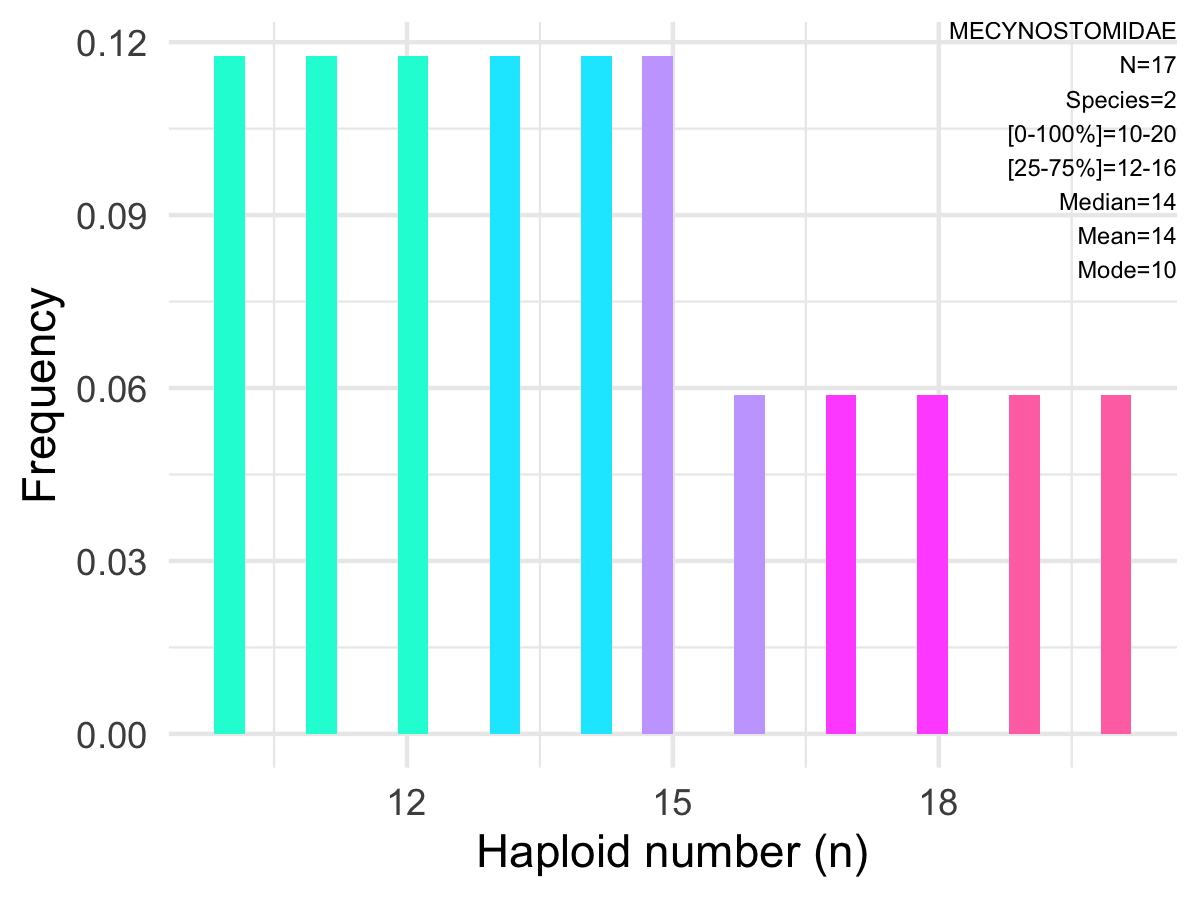 MECYNOSTOMIDAE
N=17
Species=2
[0-100%]=10-20
[25-75%]=12-16
Median=14
Mean=14
Mode=10
0.12
0.09
0.06
0.03
0.00
Frequency
12 15 18
Haploid number (n)